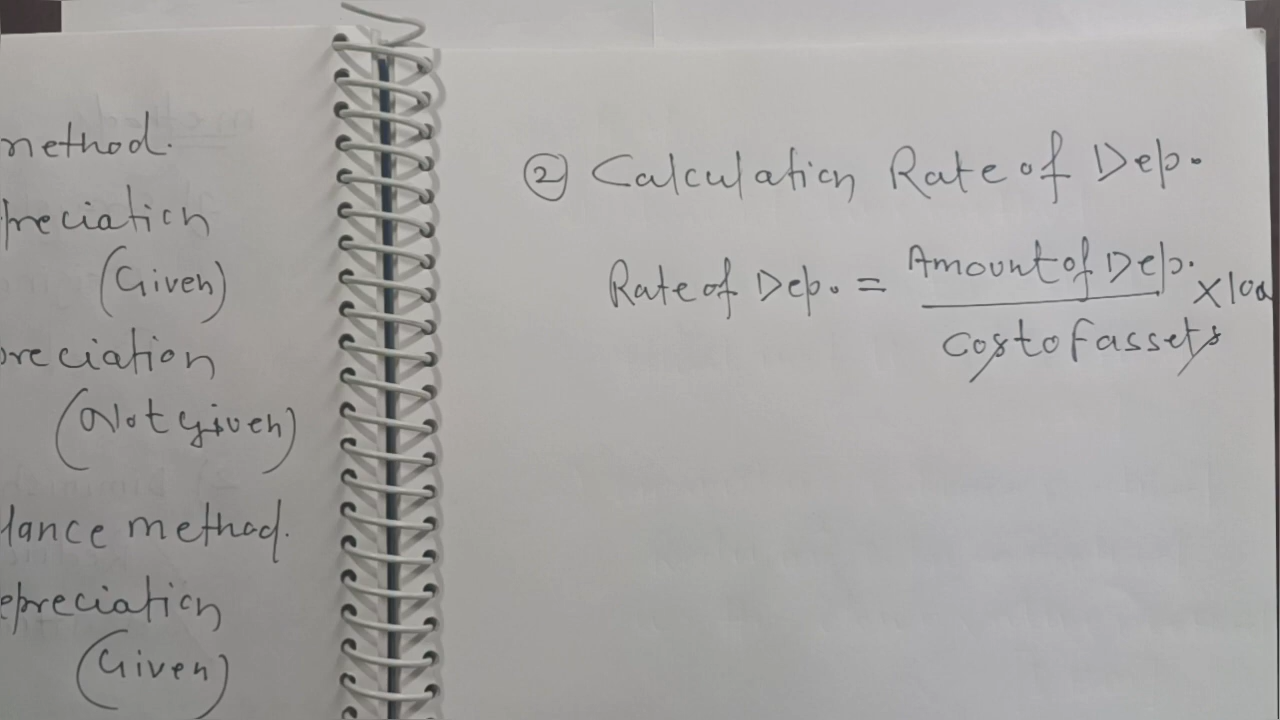 method.
preciation
(Given)
preciation
(Not given)
lance method.
epreciation
(Given)
② Calculation Rate of Dep.
Rate of Dep. = Amount of Dep. × 100
Cost of assets